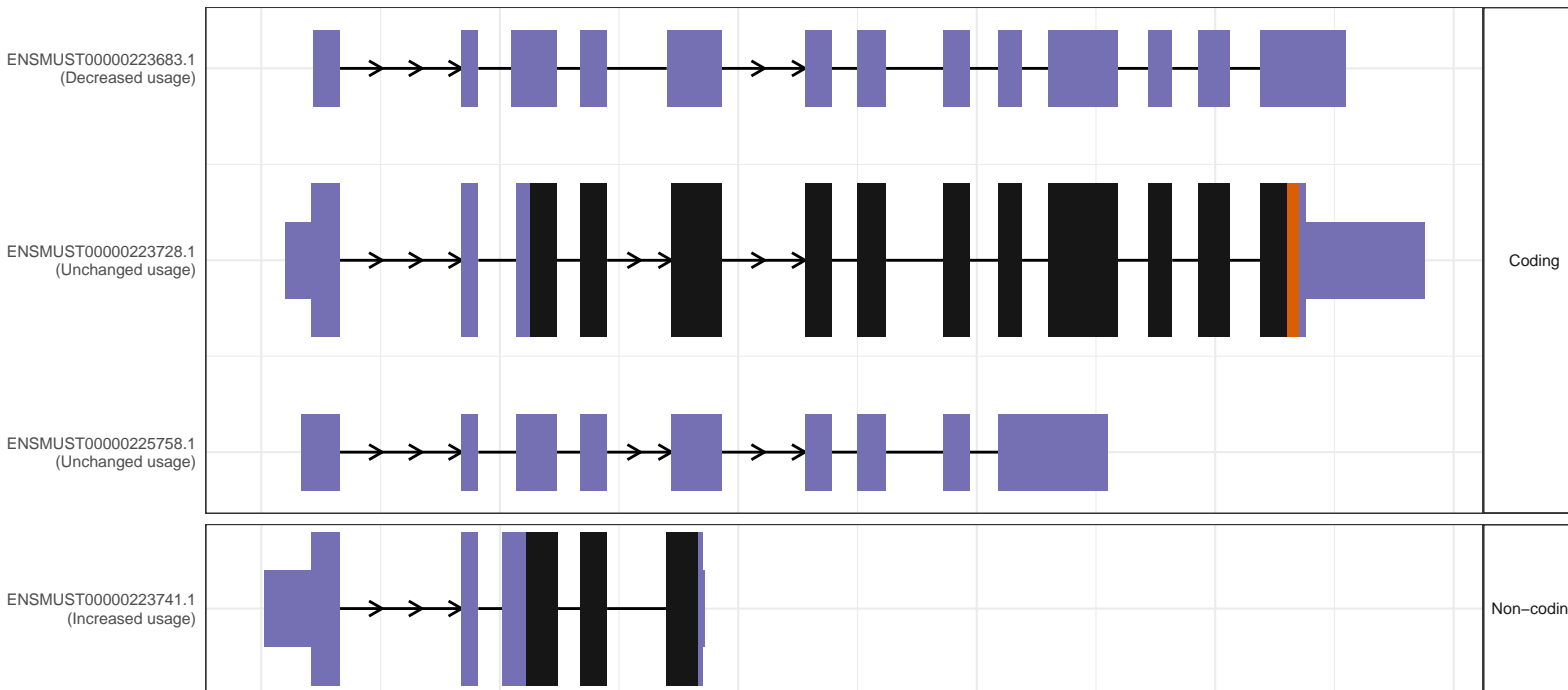 ENSMUST00000223683.1
(Decreased usage)
ENSMUST00000223728.1
(Unchanged usage)
Coding
ENSMUST00000225758.1
(Unchanged usage)
ENSMUST00000223741.1
(Increased usage)
Non−codin